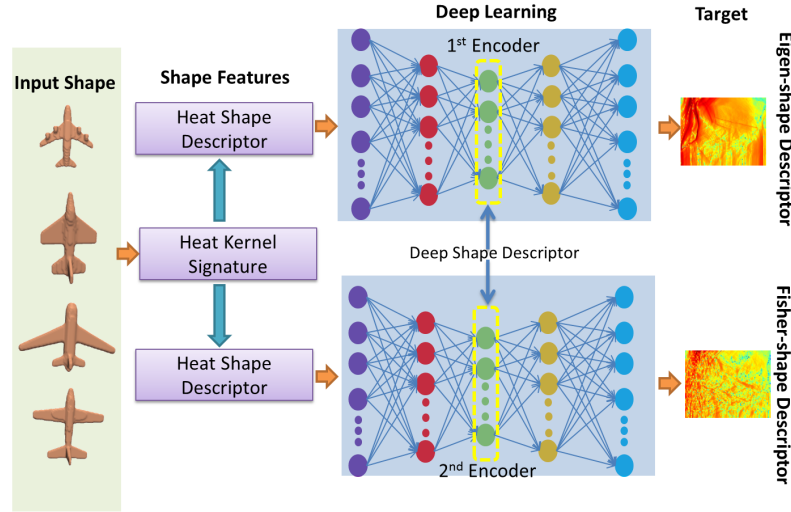 Deep Learning
Target
Input Shape
Shape Features
1st Encoder
Heat Shape
Descriptor
Eigen-shape Descriptor
Heat Kernel
Signature
Deep Shape Descriptor
Heat Shape
Descriptor
Fisher-shape Descriptor
2nd Encoder